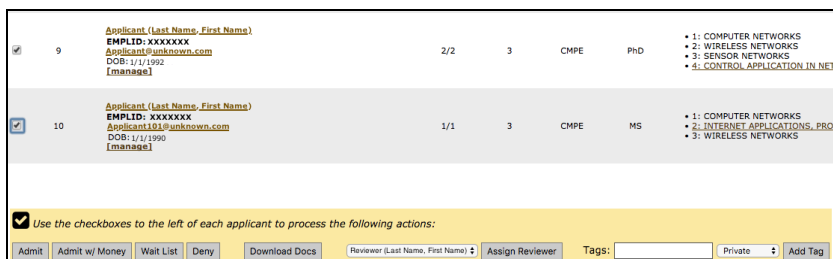 Applicant (Last Name, First Name)
EMPLID: XXXXXXX
Applicant@unknown.com
DOB: 1/1/1992
[manage]
9
2/2
3
CMPE
PhD
• 1: COMPUTER NETWORKS
• 2: WIRELESS NETWORKS
• 3: SENSOR NETWORKS
• 4: CONTROL APPLICATION IN NET
Applicant (Last Name, First Name)
EMPLID: XXXXXXX
Applicant101@unknown.com
DOB: 1/1/1990
[manage]
10
1/1
3
CMPE
MS
• 1: COMPUTER NETWORKS
• 2: INTERNET APPLICATIONS, PRO
• 3: WIRELESS NETWORKS
Use the checkboxes to the left of each applicant to process the following actions:
Admit Admit w/ Money Wait List Deny Download Docs Reviewer (Last Name, First Name) Assign Reviewer Tags: Private Add Tag